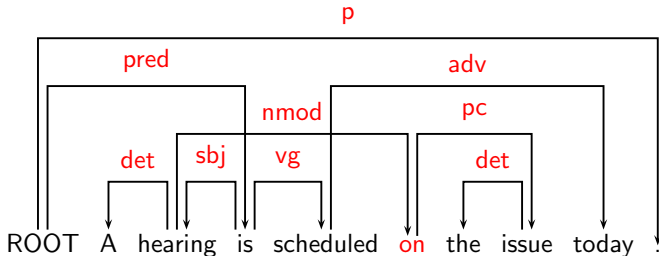 p
pred adv
nmod pc
det sbj vg det
ROOT A hearing is scheduled on the issue today .